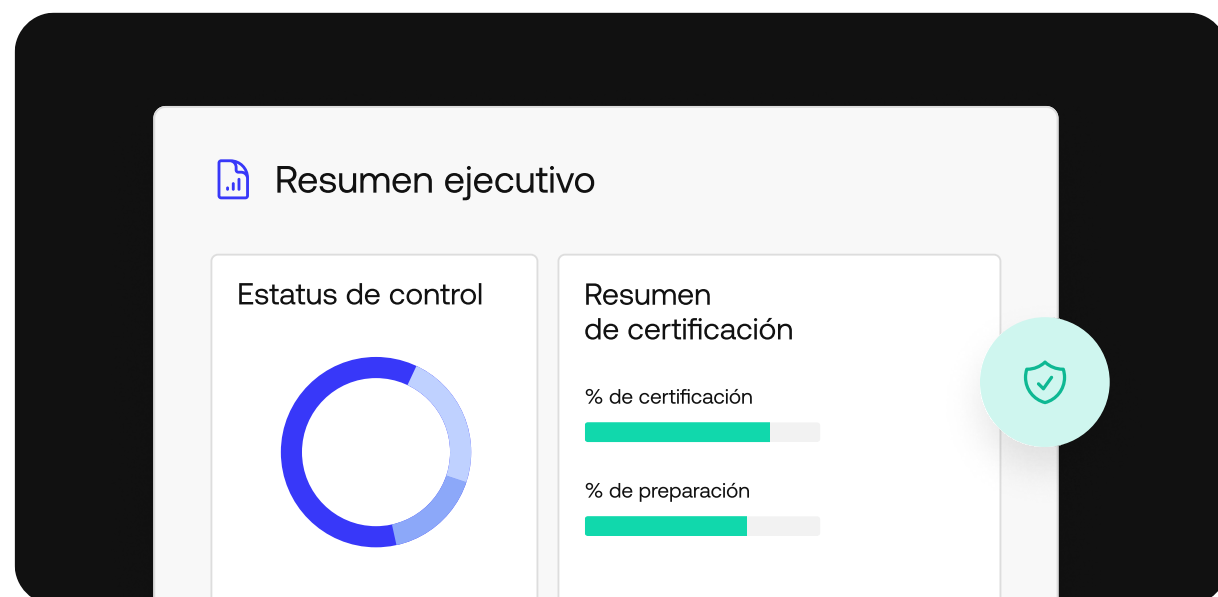 Resumen ejecutivo
Estatus de control
Resumen
de certificación
% de certificación
% de preparación